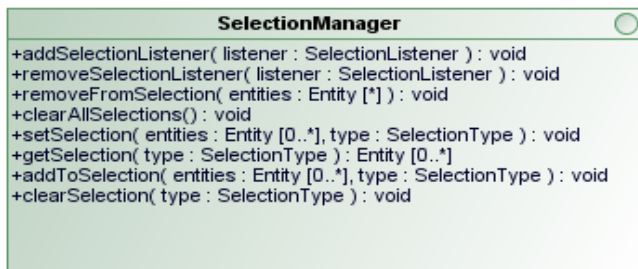 SelectionManager
+addSelectionListener( listener : SelectionListener ) : void
+removeSelectionListener( listener : SelectionListener ) : void
+removeFromSelection( entities : Entity [*] ) : void
+clearAllSelections() : void
+setSelection( entities : Entity [0..*], type : SelectionType ) : void
+getSelection( type : SelectionType ) : Entity [0..*]
+addToSelection( entities : Entity [0..*], type : SelectionType ) : void
+clearSelection( type : SelectionType ) : void